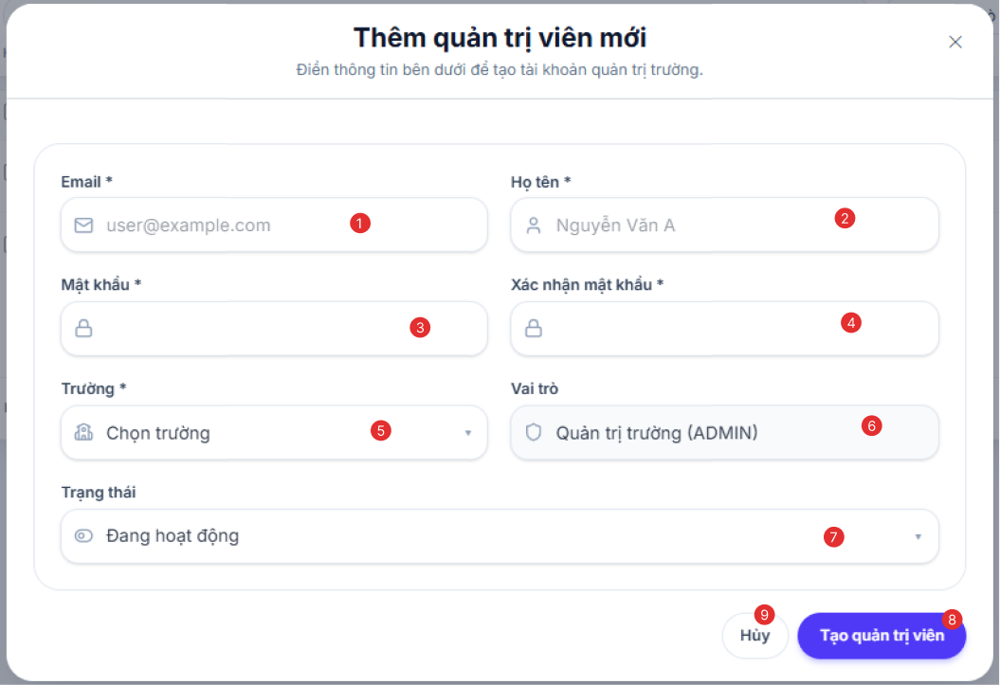 Thêm quản trị viên mới
Điền thông tin bên dưới để tạo tài khoản quản trị trường.
Email *
Họ tên *
user@example.com 1
Nguyễn Văn A 2
Mật khẩu *
Xác nhận mật khẩu *
3
4
Trường *
Vai trò
Chọn trường 5
Quản trị trường (ADMIN) 6
Trạng thái
Đang hoạt động 7
9
8
Hủy
Tạo quản trị viên